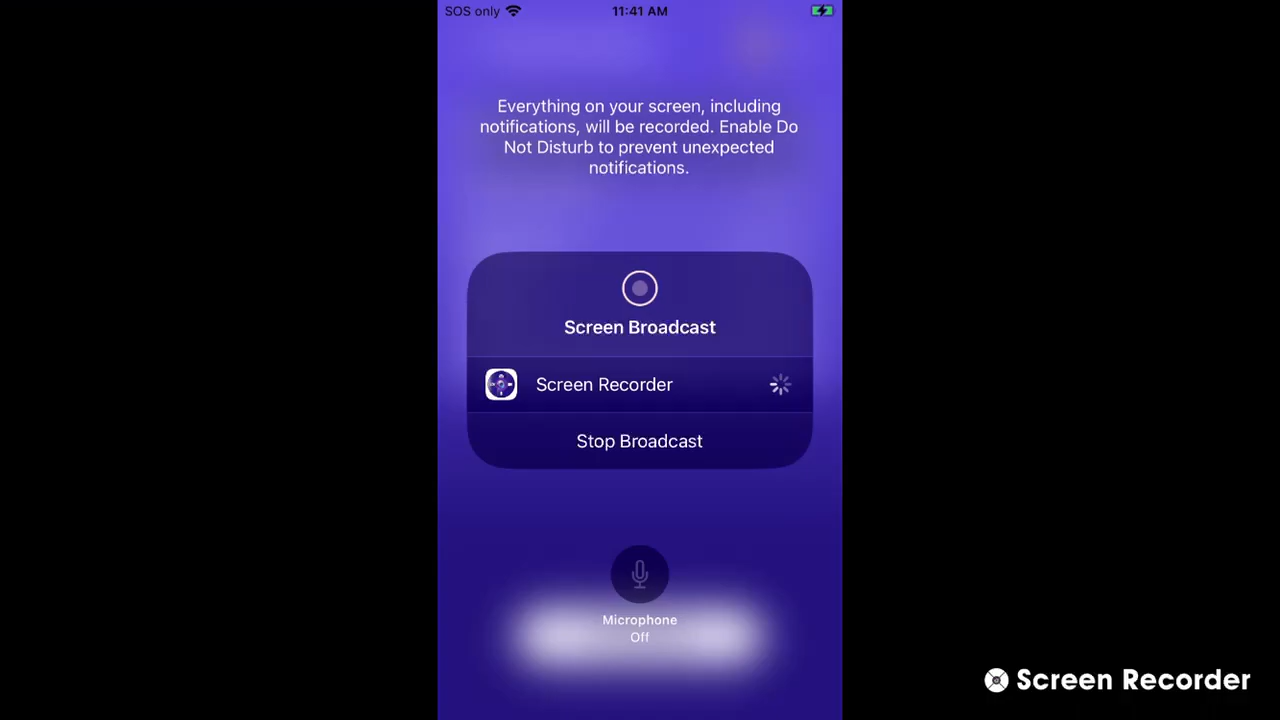 SOS only
11:41 AM
Everything on your screen, including
notifications, will be recorded. Enable Do
Not Disturb to prevent unexpected
notifications.
Screen Broadcast
Screen Recorder
Stop Broadcast
Microphone
Off
Screen Recorder